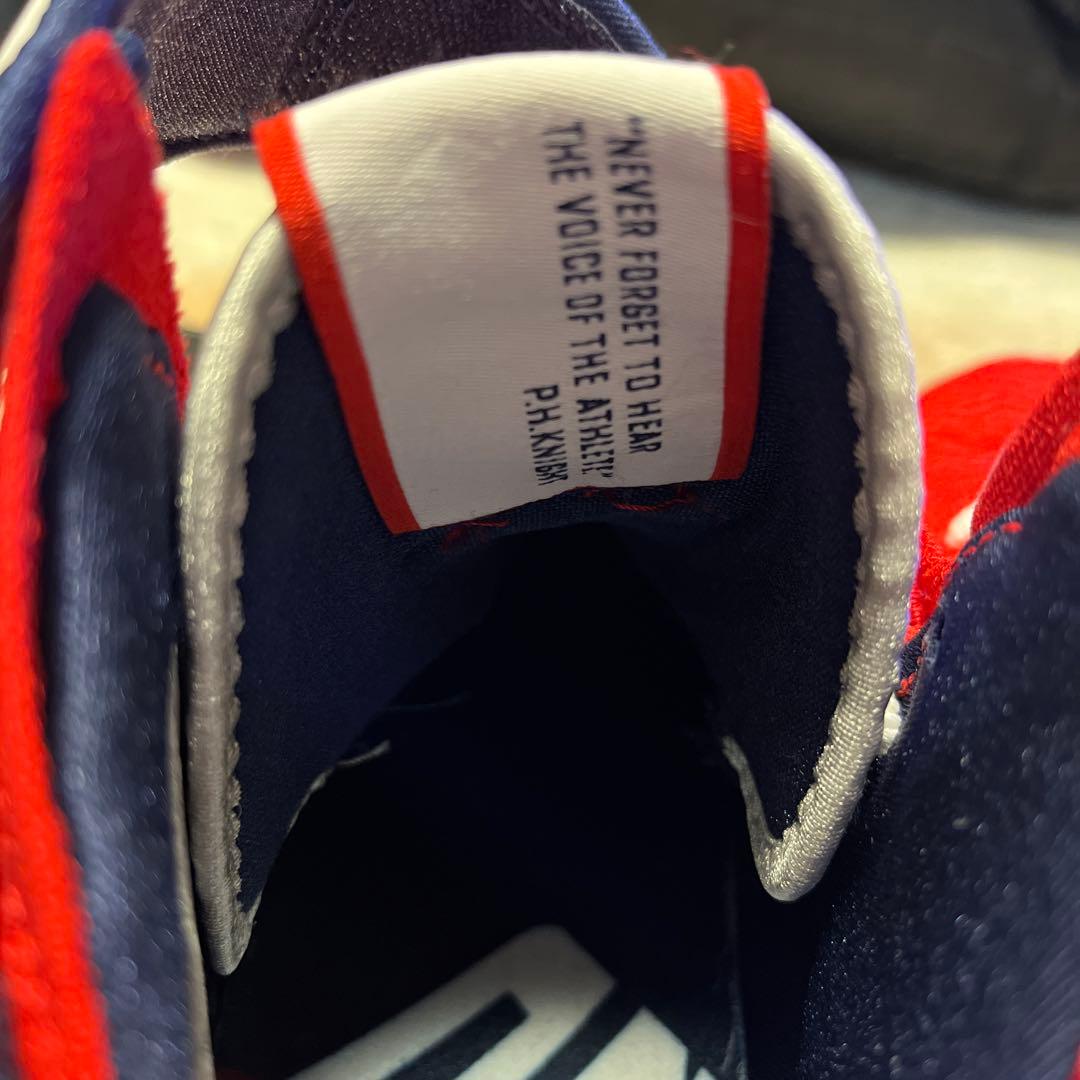 "NEVER FORGET TO HEAR
THE VOICE OF THE ATHLETE"
P.H.KNIGHT